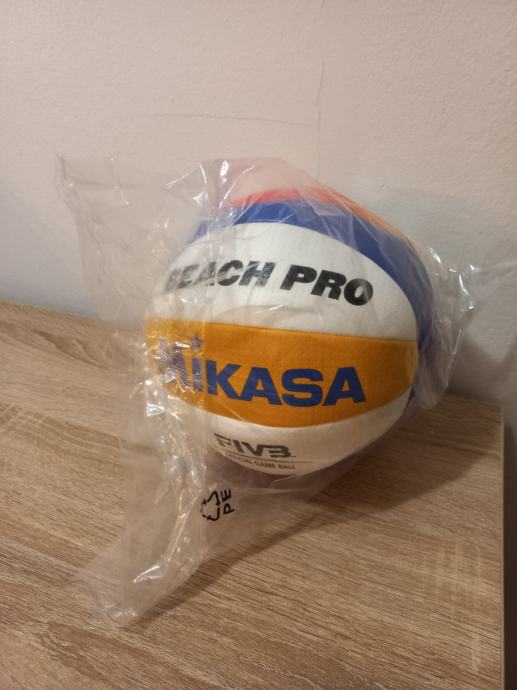 BEACH PRO
MIKASA
FIVB
OFFICIAL GAME BALL
PE